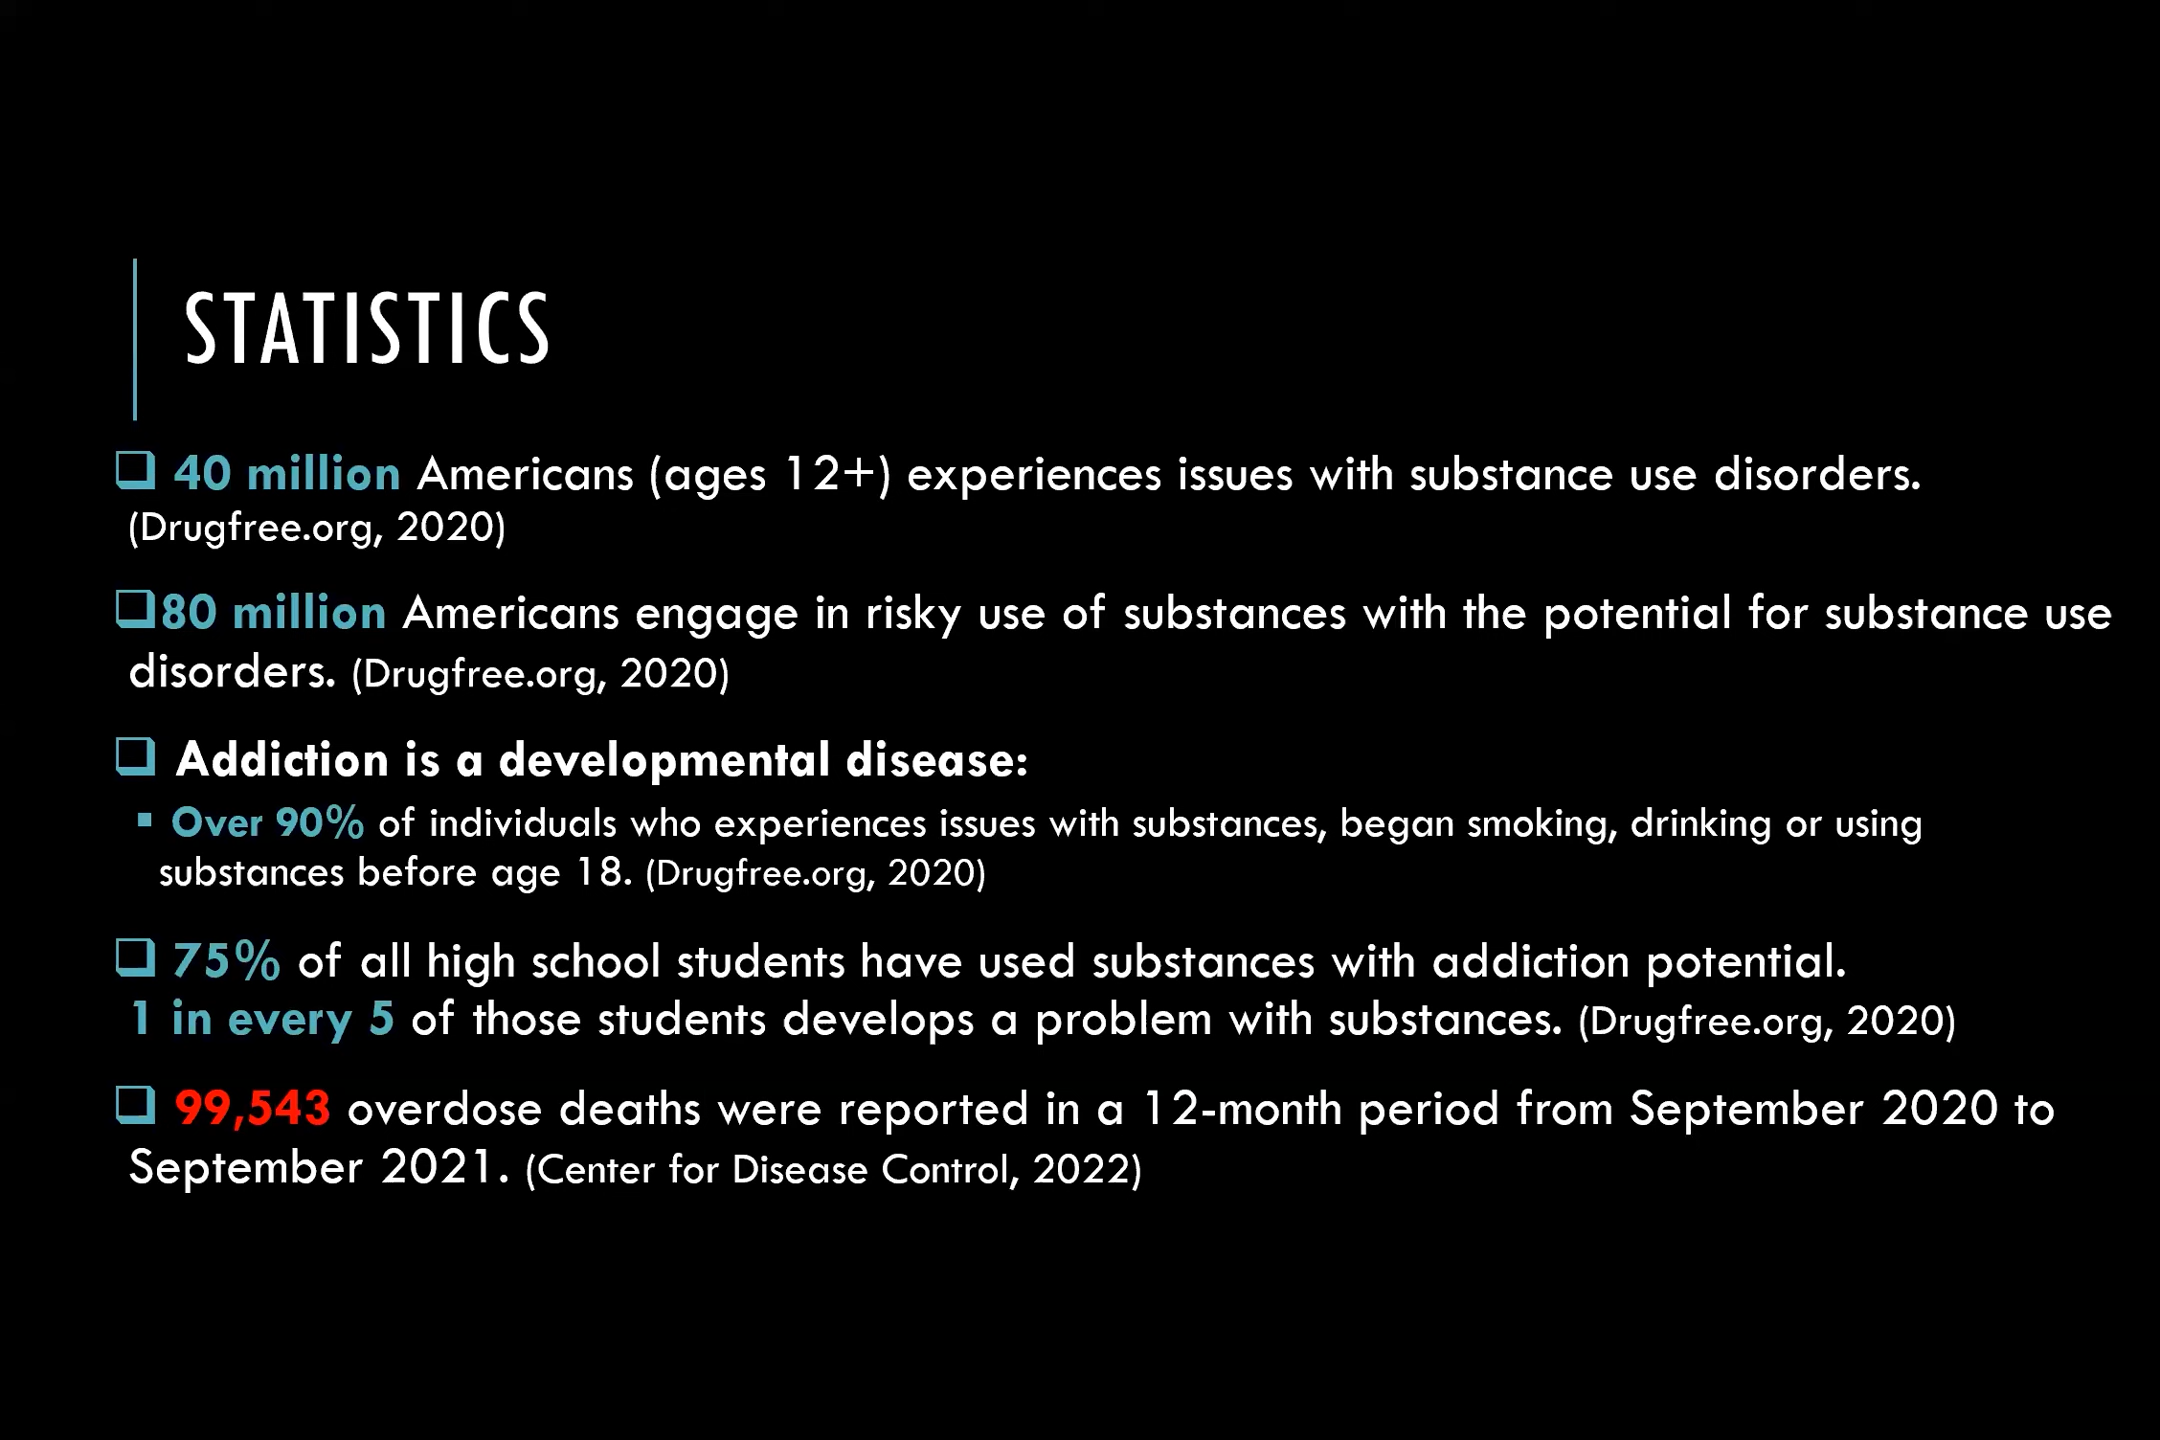 STATISTICS
40 million Americans (ages 12+) experiences issues with substance use disorders.
(Drugfree.org, 2020)
80 million Americans engage in risky use of substances with the potential for substance use
disorders. (Drugfree.org, 2020)
Addiction is a developmental disease:
Over 90% of individuals who experiences issues with substances, began smoking, drinking or using
substances before age 18. (Drugfree.org, 2020)
75% of all high school students have used substances with addiction potential.
1 in every 5 of those students develops a problem with substances. (Drugfree.org, 2020)
99,543 overdose deaths were reported in a 12-month period from September 2020 to
September 2021. (Center for Disease Control, 2022)